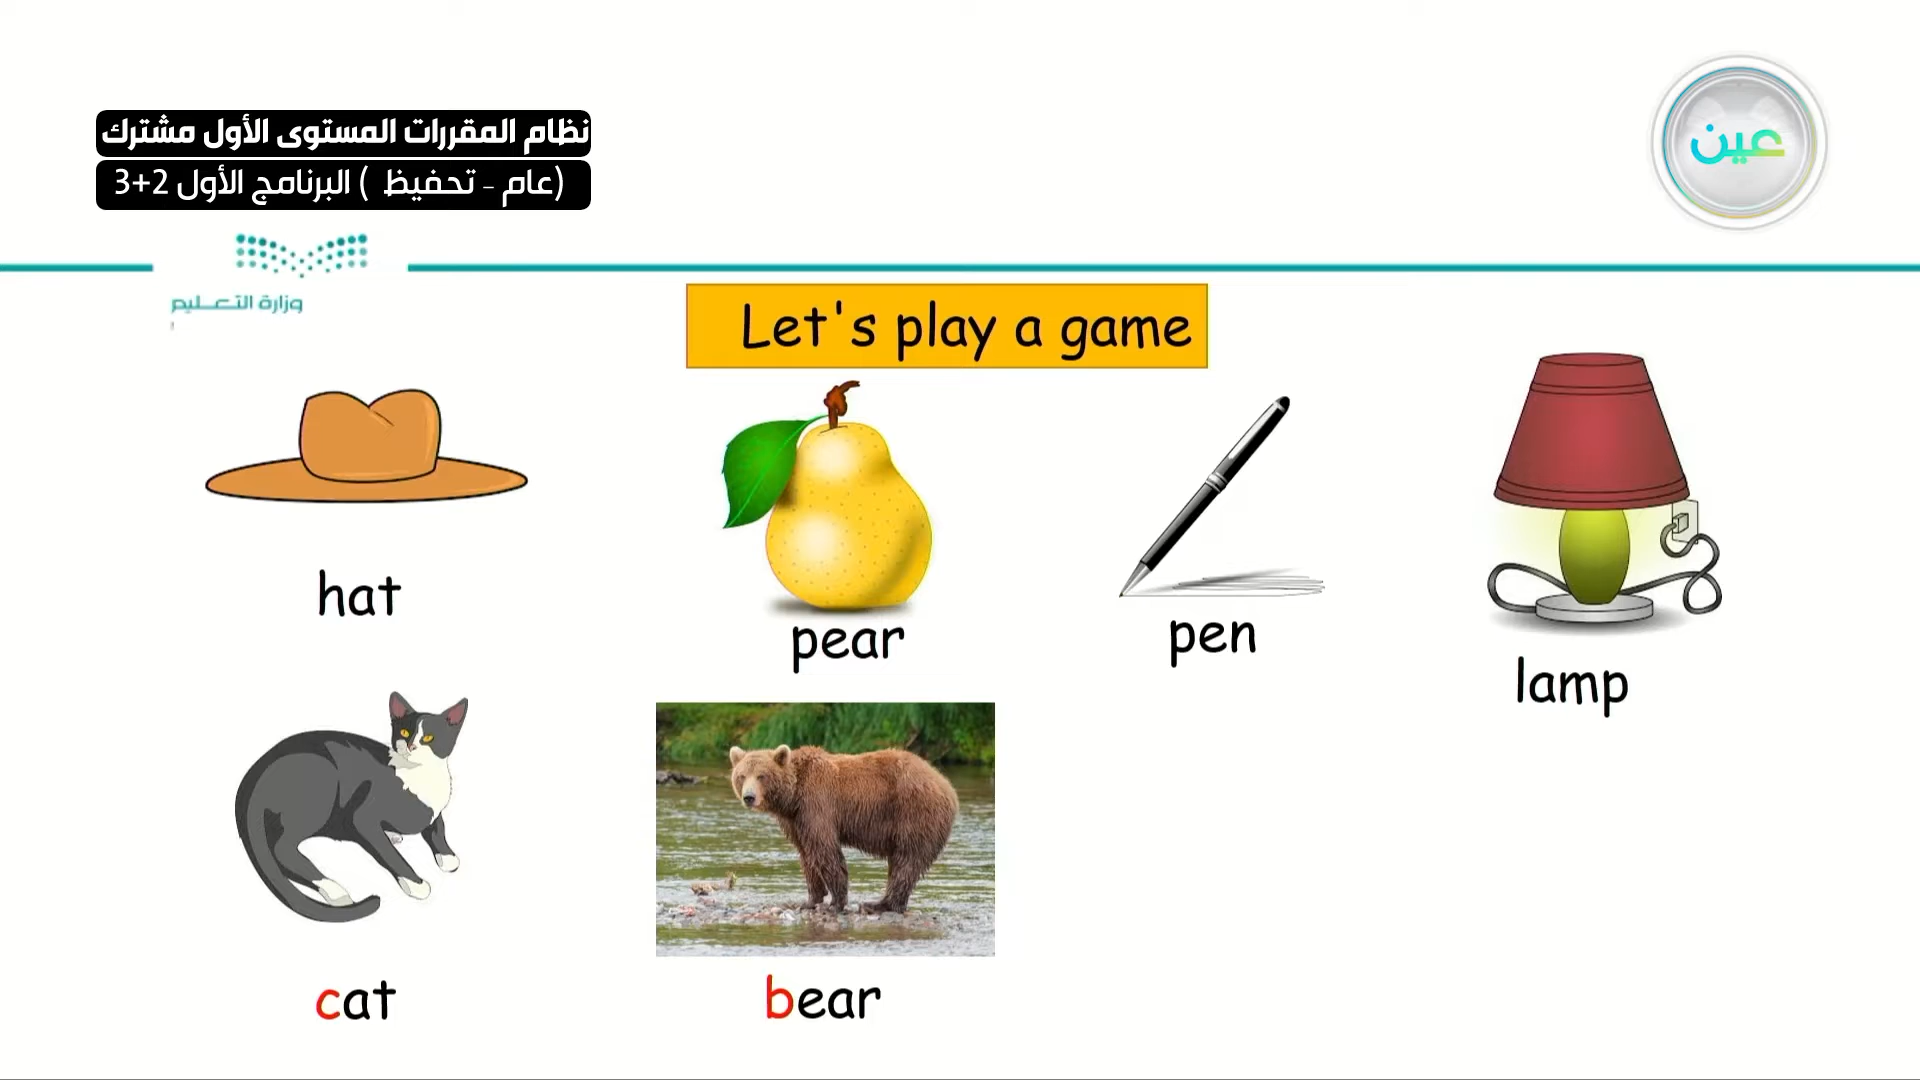 نظام المقررات المستوى الأول مشترك
(عام - تحفيظ ) البرنامج الأول 2+3
عين
وزارة التعليم
Let's play a game
hat
pear
pen
lamp
cat
bear